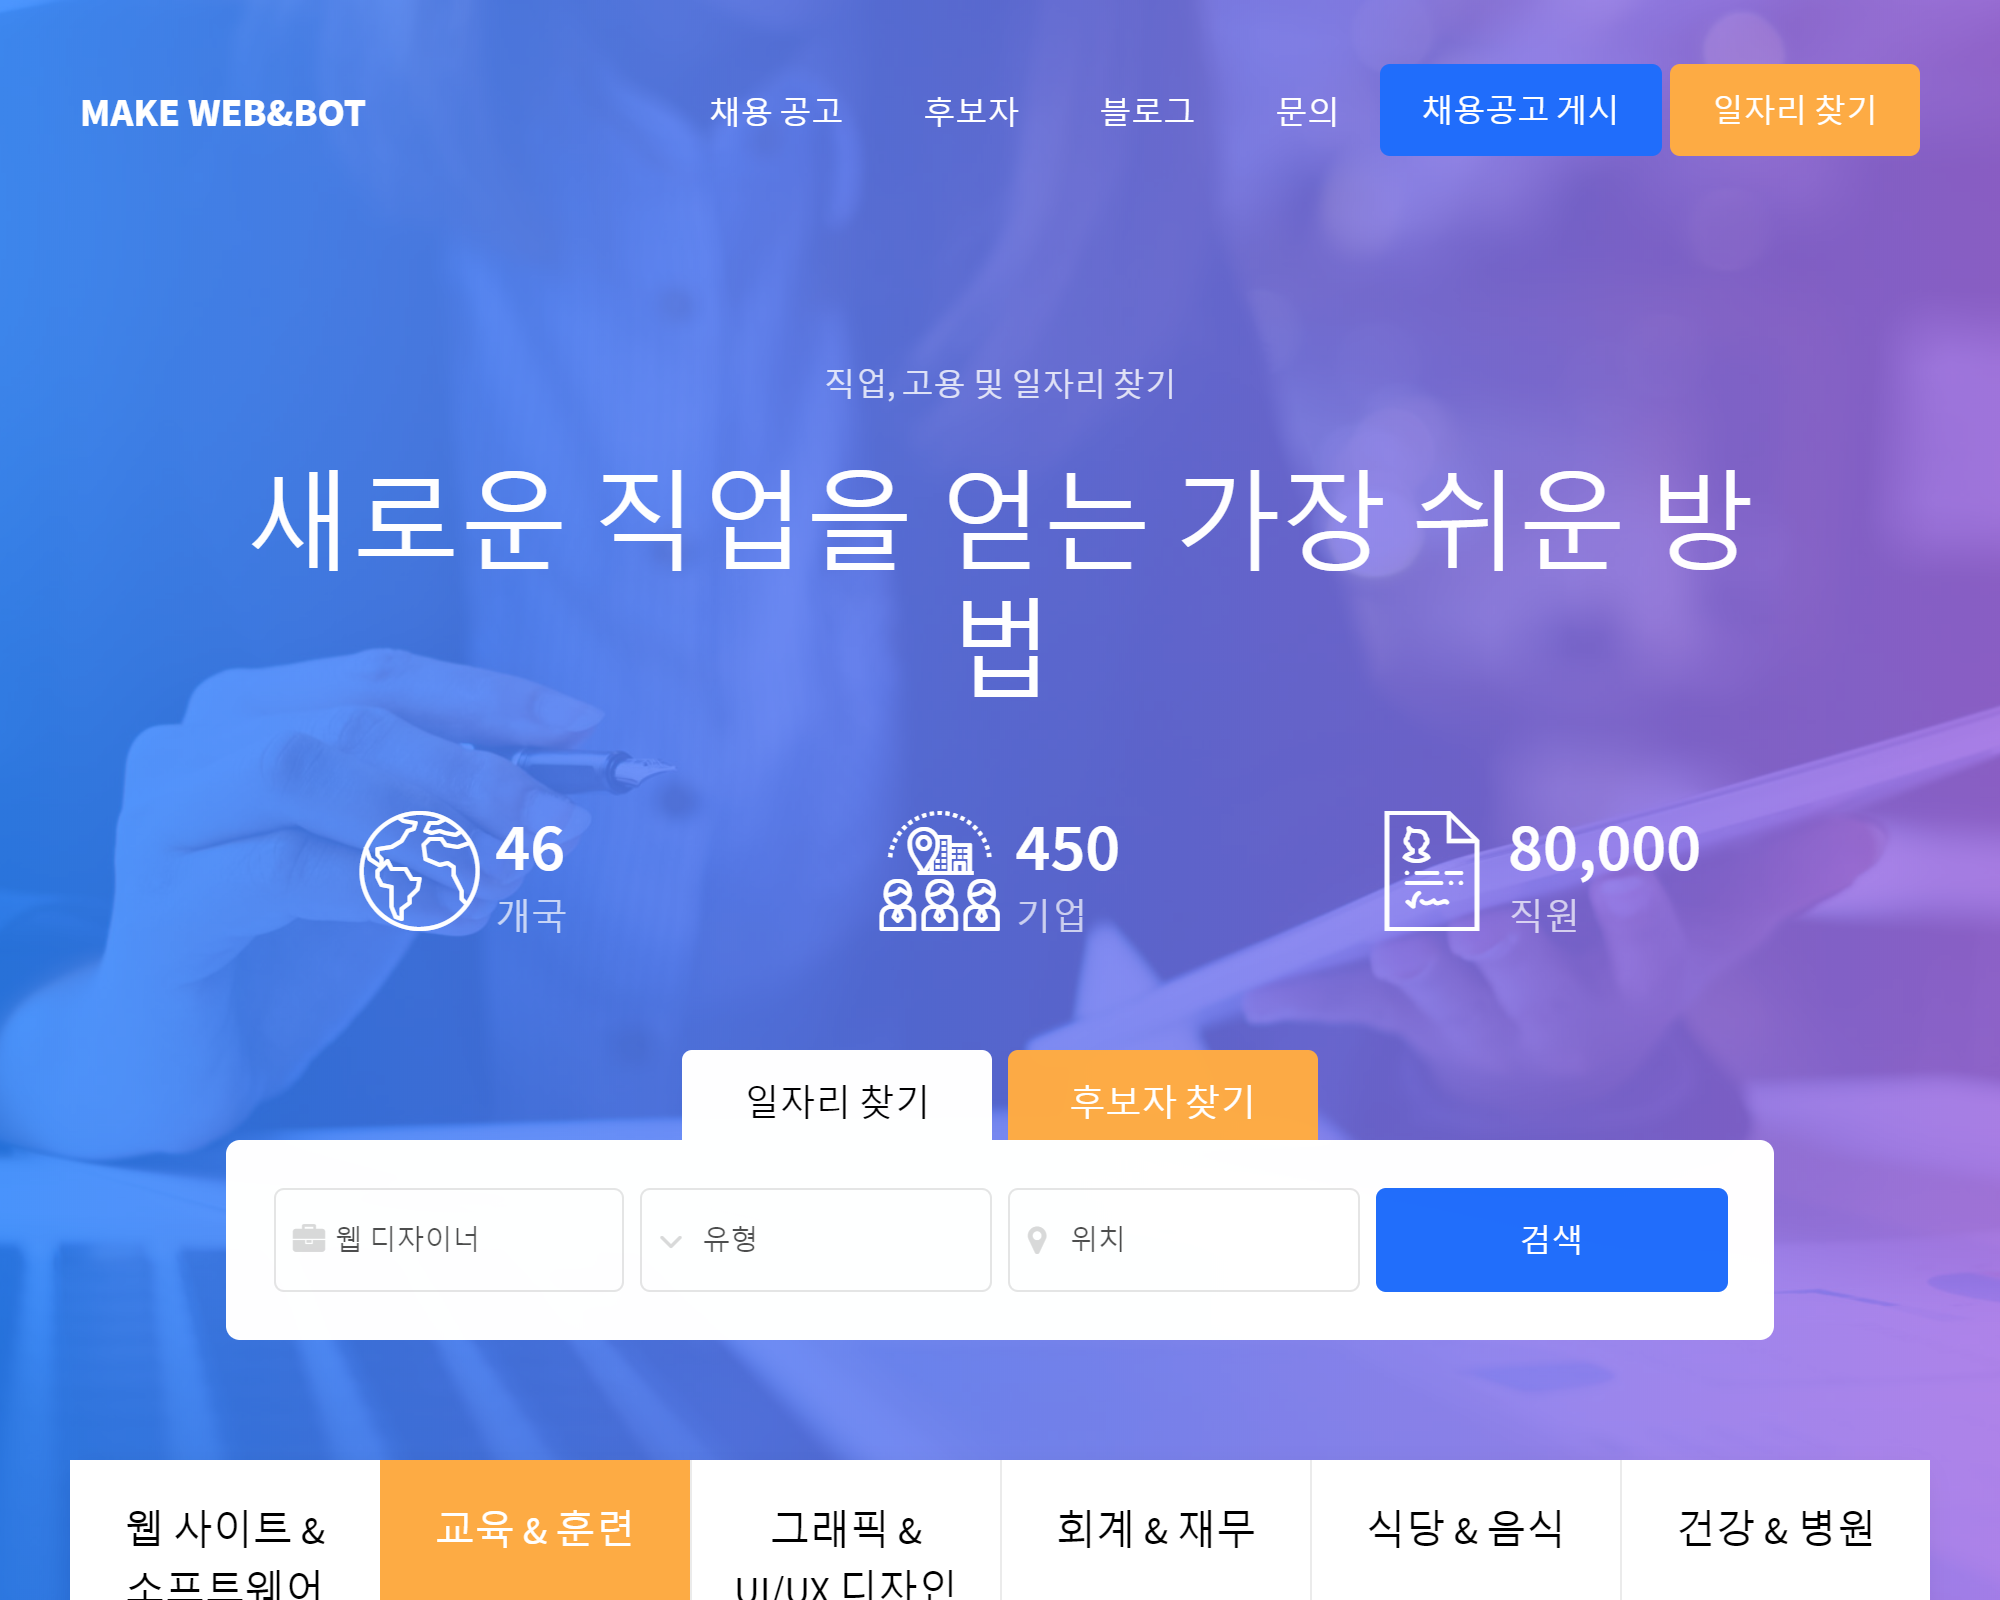 MAKE WEB&BOT
채용 공고
후보자
블로그
문의
채용공고 게시
일자리 찾기
직업, 고용 및 일자리 찾기
새로운 직업을 얻는 가장 쉬운 방
법
46
개국
450
기업
80,000
직원
일자리 찾기
후보자 찾기
웹 디자이너
유형
위치
검색
웹 사이트 &
소프트웨어
교육 & 훈련
그래픽 &
UI/UX 디자인
회계 & 재무
식당 & 음식
건강 & 병원